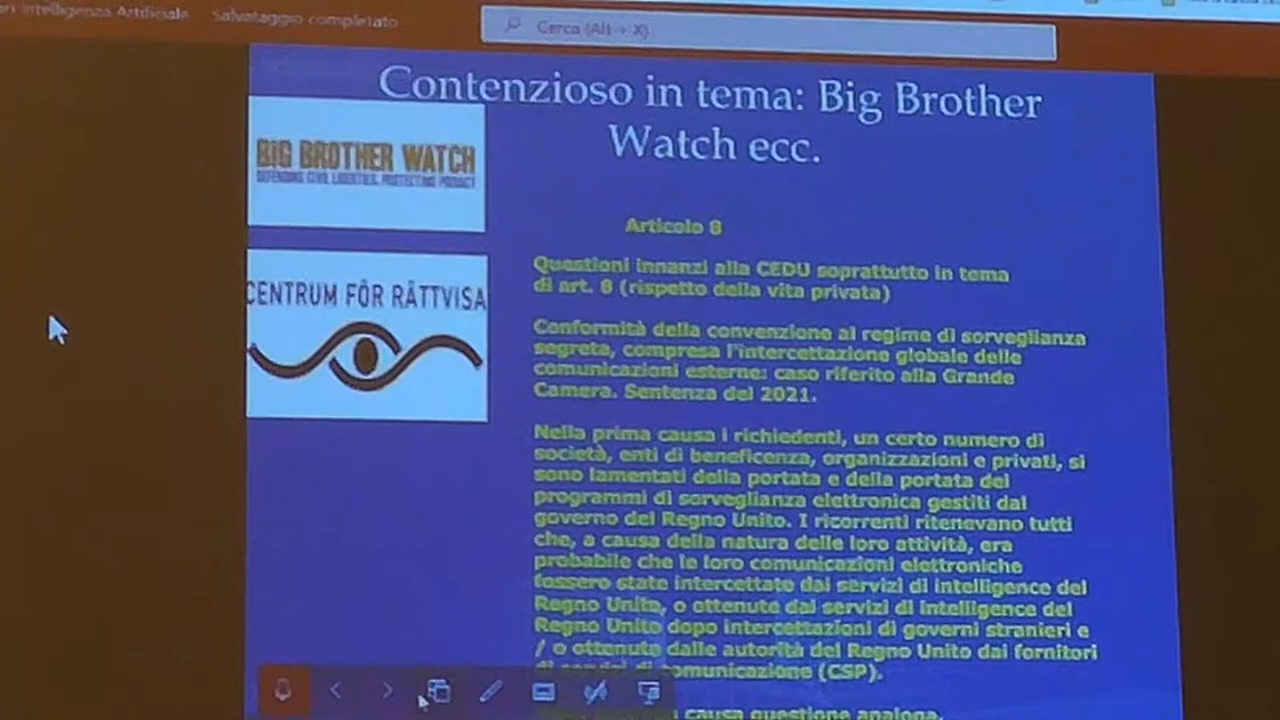 Intelligenza Artificiale Salvataggio completato
Cerca (Alt + X)
Contenzioso in tema: Big Brother
Watch ecc.
BIG BROTHER WATCH
DEFENDING CIVIL LIBERTIES, PROTECTING PRIVACY
CENTRUM FÖR RÄTTVISA
Articolo 8
Questioni innanzi alla CEDU soprattutto in tema
di art. 8 (rispetto della vita privata)
Conformità della convenzione al regime di sorveglianza
segreta, compresa l'intercettazione globale delle
comunicazioni esterne: caso riferito alla Grande
Camera. Sentenza del 2021.
Nella prima causa i richiedenti, un certo numero di
società, enti di beneficenza, organizzazioni e privati, si
sono lamentati della portata e della portata dei
programmi di sorveglianza elettronica gestiti dal
governo del Regno Unito. I ricorrenti ritenevano tutti
che, a causa della natura delle loro attività, era
probabile che le loro comunicazioni elettroniche
fossero state intercettate dai servizi di intelligence del
Regno Unito, o ottenute dai servizi di intelligence del
Regno Unito dopo intercettazioni di governi stranieri e
/ o ottenute dalle autorità del Regno Unito dai fornitori
di servizi di comunicazione (CSP).
causa questione analoga.